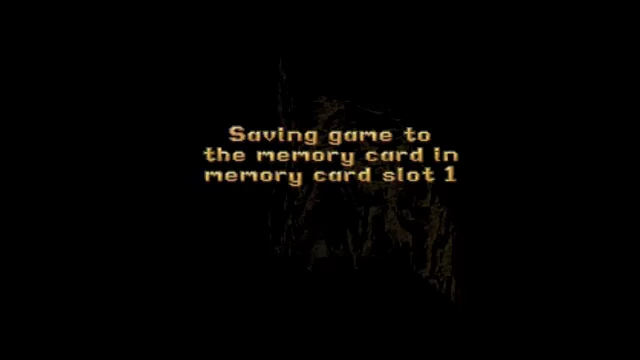 Saving game to
the memory card in
memory card slot 1